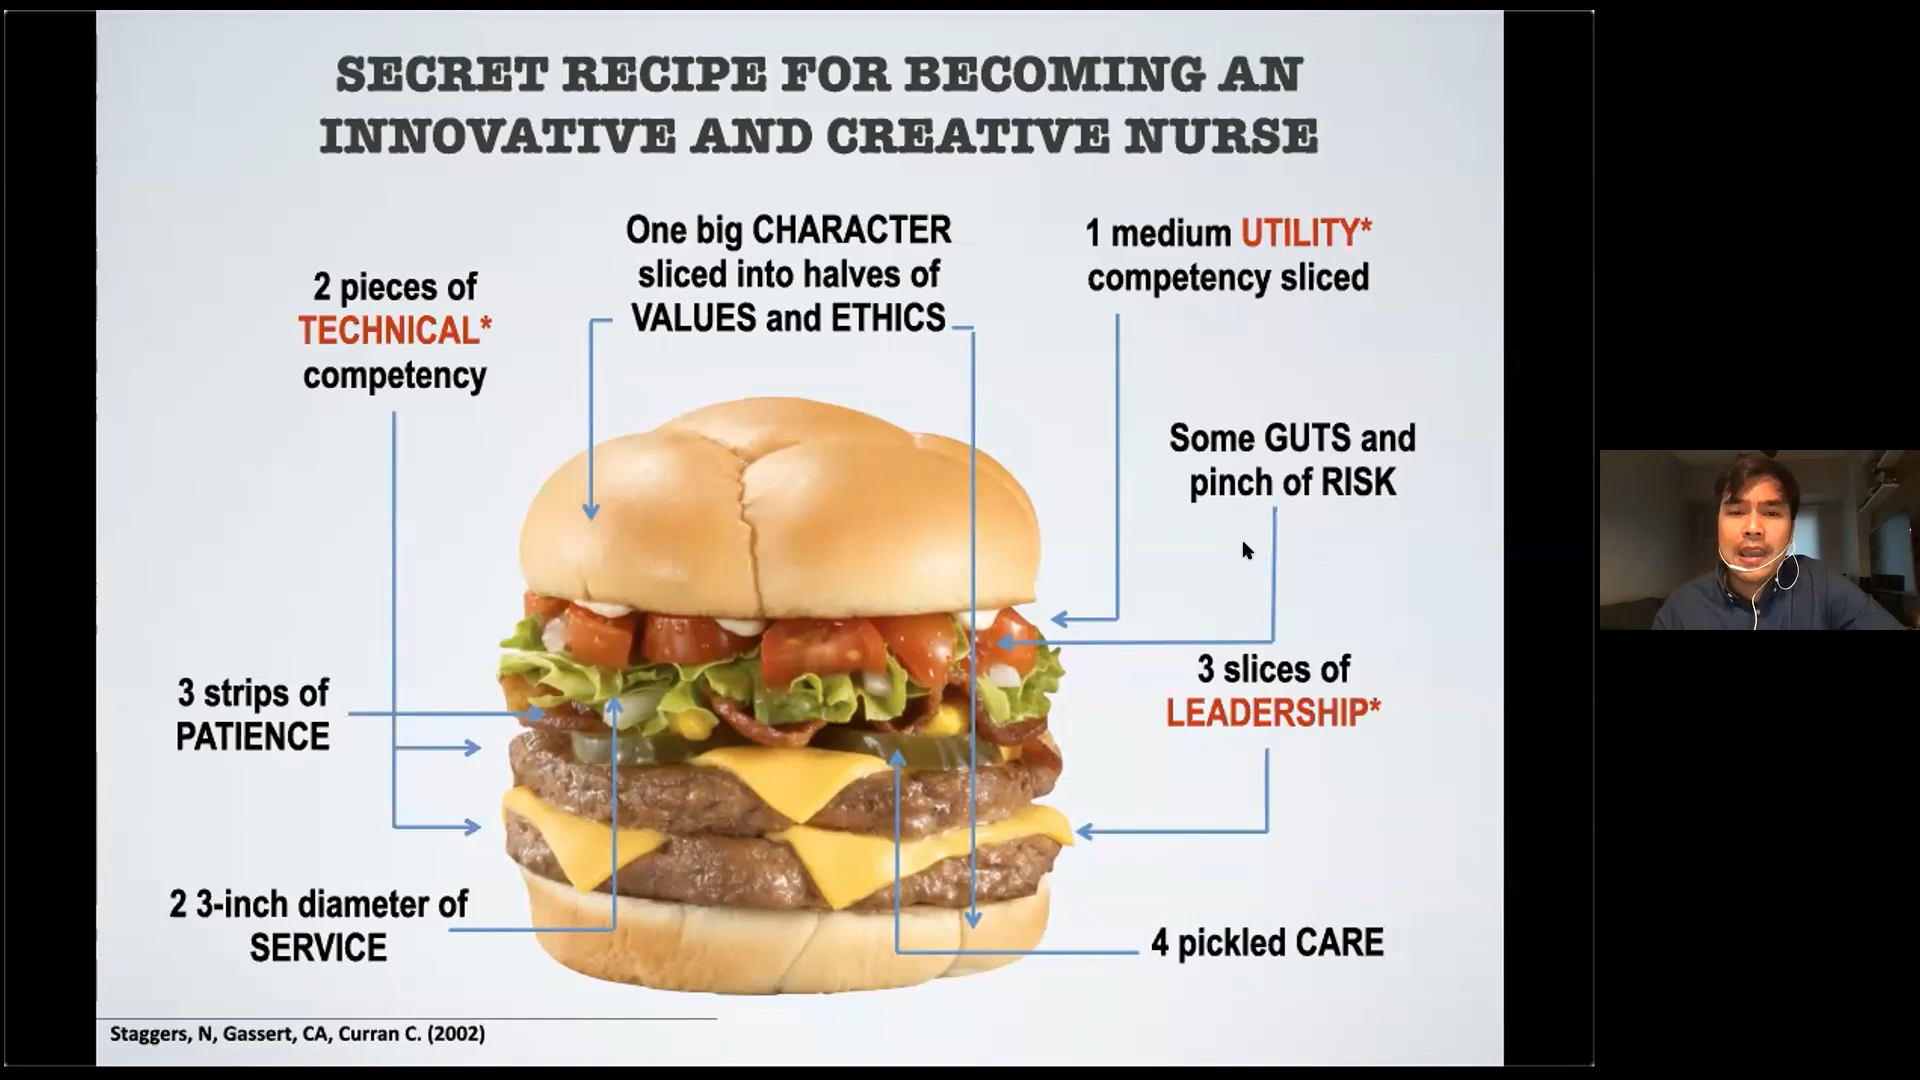 SECRET RECIPE FOR BECOMING AN
INNOVATIVE AND CREATIVE NURSE
One big CHARACTER
sliced into halves of
VALUES and ETHICS
1 medium UTILITY*
competency sliced
2 pieces of
TECHNICAL*
competency
Some GUTS and
pinch of RISK
3 strips of
PATIENCE
3 slices of
LEADERSHIP*
2 3-inch diameter of
SERVICE
4 pickled CARE
Staggers, N, Gassert, CA, Curran C. (2002)